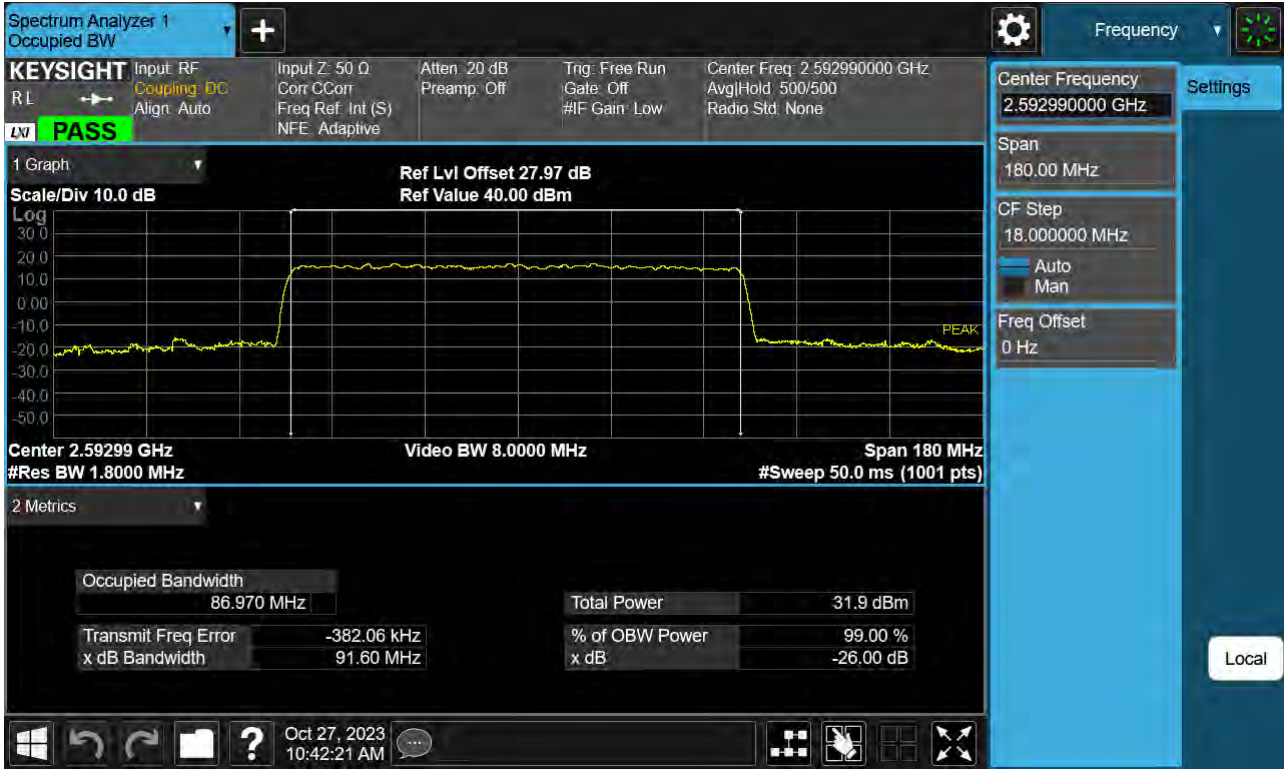 Spectrum Analyzer 1
Occupied BW
+
Frequency
KEYSIGHT
R L
LXI
PASS
Input: RF
Coupling: DC
Align: Auto
Input Z: 50 Ω
Corr CCorr
Freq Ref: Int (S)
NFE: Adaptive
Atten: 20 dB
Preamp: Off
Trig: Free Run
Gate: Off
#IF Gain: Low
Center Freq: 2.592990000 GHz
Avg|Hold: 500/500
Radio Std: None
Center Frequency
2.592990000 GHz
Settings
Span
180.00 MHz
CF Step
18.000000 MHz
Auto
Man
Freq Offset
0 Hz
1 Graph
Scale/Div 10.0 dB
Ref Lvl Offset 27.97 dB
Ref Value 40.00 dBm
Log
30.0
20.0
10.0
0.00
-10.0
-20.0
-30.0
-40.0
-50.0
PEAK
Center 2.59299 GHz
#Res BW 1.8000 MHz
Video BW 8.0000 MHz
Span 180 MHz
#Sweep 50.0 ms (1001 pts)
2 Metrics
Occupied Bandwidth
86.970 MHz
Transmit Freq Error -382.06 kHz
x dB Bandwidth 91.60 MHz
Total Power 31.9 dBm
% of OBW Power 99.00 %
x dB -26.00 dB
Local
?
Oct 27, 2023
10:42:21 AM